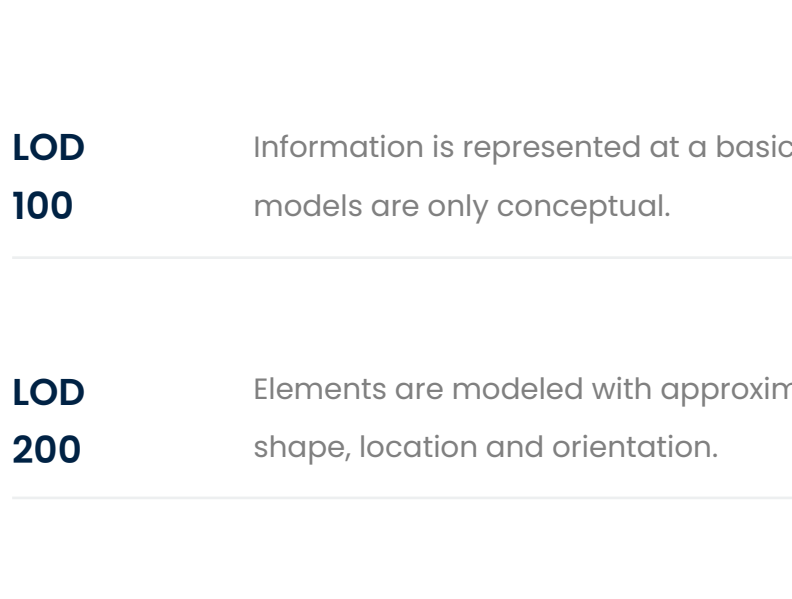 LOD
100
Information is represented at a basic
models are only conceptual.
LOD
200
Elements are modeled with
shape, location and orientation.